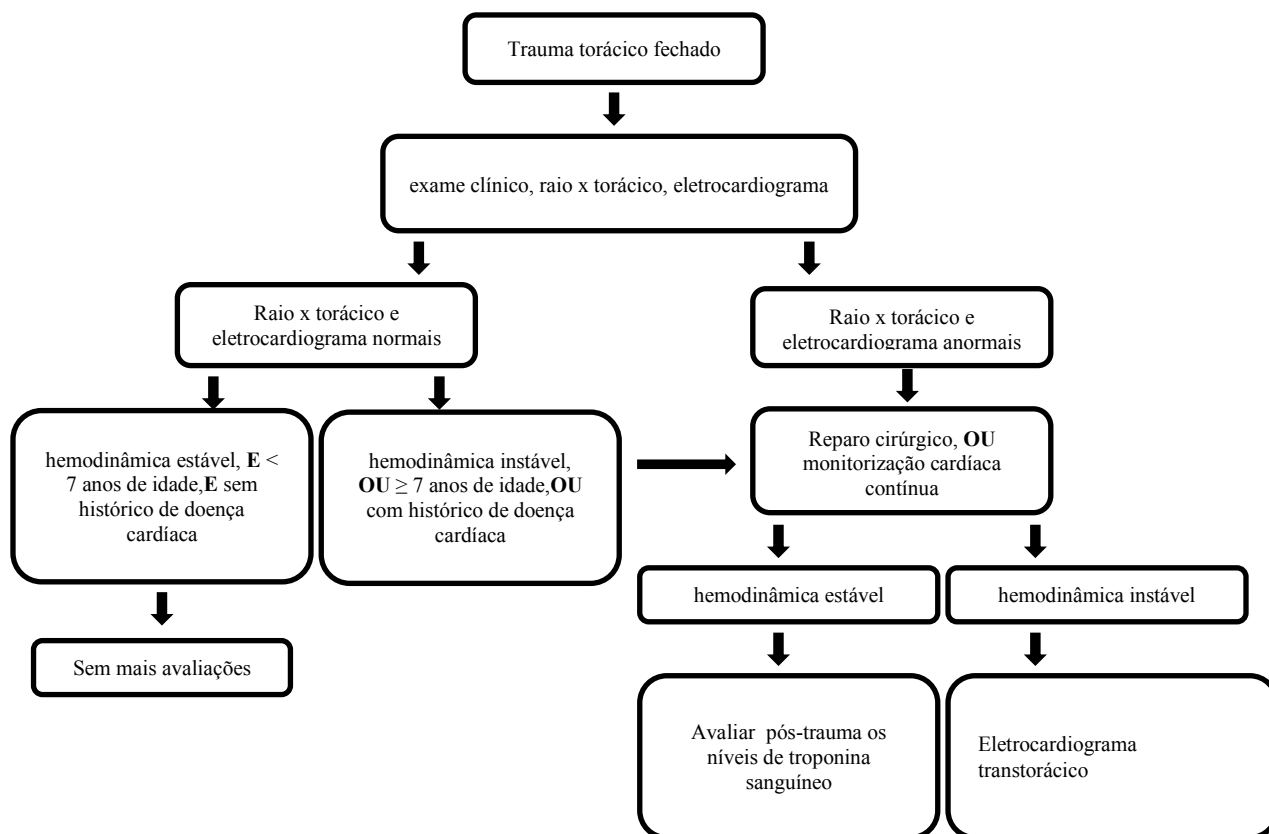 Trauma torácico fechado
exame clínico, raio x torácico, eletrocardiograma
Raio x torácico e
eletrocardiograma normais
Raio x torácico e
eletrocardiograma anormais
hemodinâmica estável, E <
7 anos de idade,E sem
histórico de doença
cardíaca
hemodinâmica instável,
OU ≥ 7 anos de idade,OU
com histórico de doença
cardíaca
Reparo cirúrgico, OU
monitorização cardíaca
contínua
hemodinâmica estável
hemodinâmica instável
Sem mais avaliações
Avaliar pós-trauma os
níveis de troponina
sanguíneo
Eletrocardiograma
transtorácico